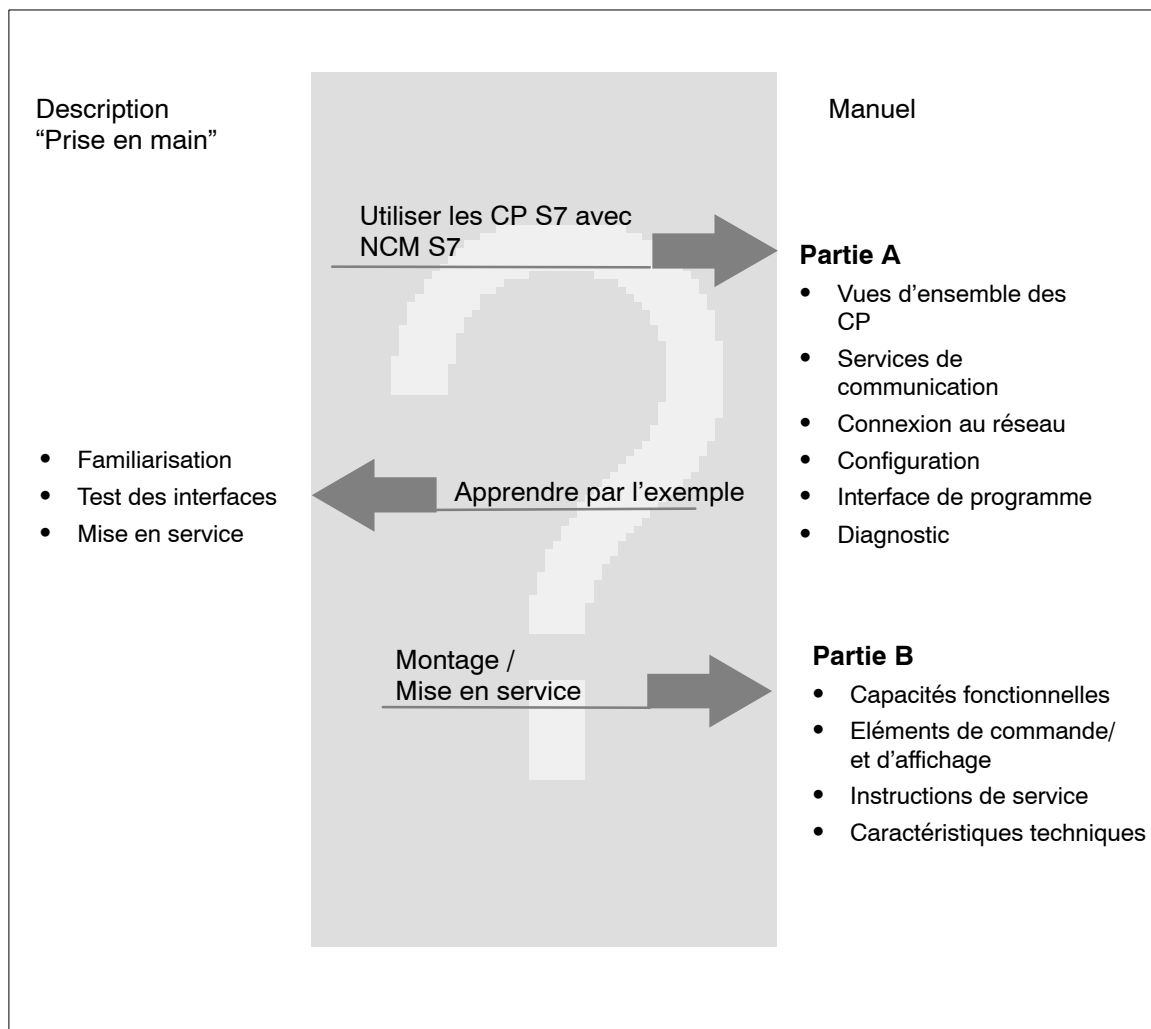 Description
“Prise en main”
Manuel
Utiliser les CP S7 avec
NCM S7
Partie A
• Vues d’ensemble des
CP
• Services de
communication
• Connexion au réseau
• Configuration
• Interface de programme
• Diagnostic
• Familiarisation
• Test des interfaces
• Mise en service
Apprendre par l’exemple
Montage /
Mise en service
Partie B
• Capacités fonctionnelles
• Eléments de commande/
et d’affichage
• Instructions de service
• Caractéristiques techniques